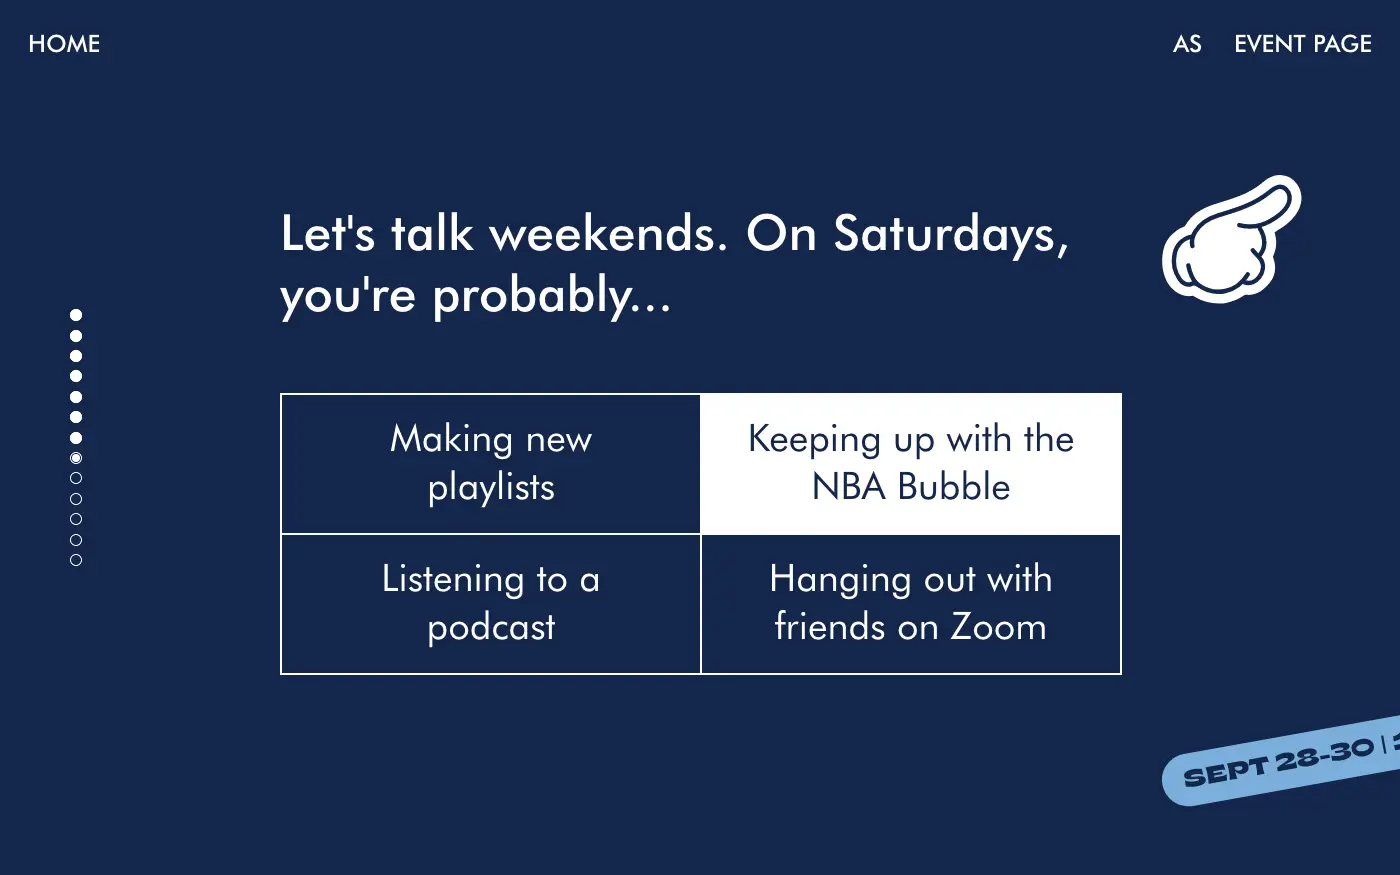 HOME
AS
EVENT PAGE
Let's talk weekends. On Saturdays,
you're probably...
Making new
playlists
Keeping up with the
NBA Bubble
Listening to a
podcast
Hanging out with
friends on Zoom
SEPT 28-30 |